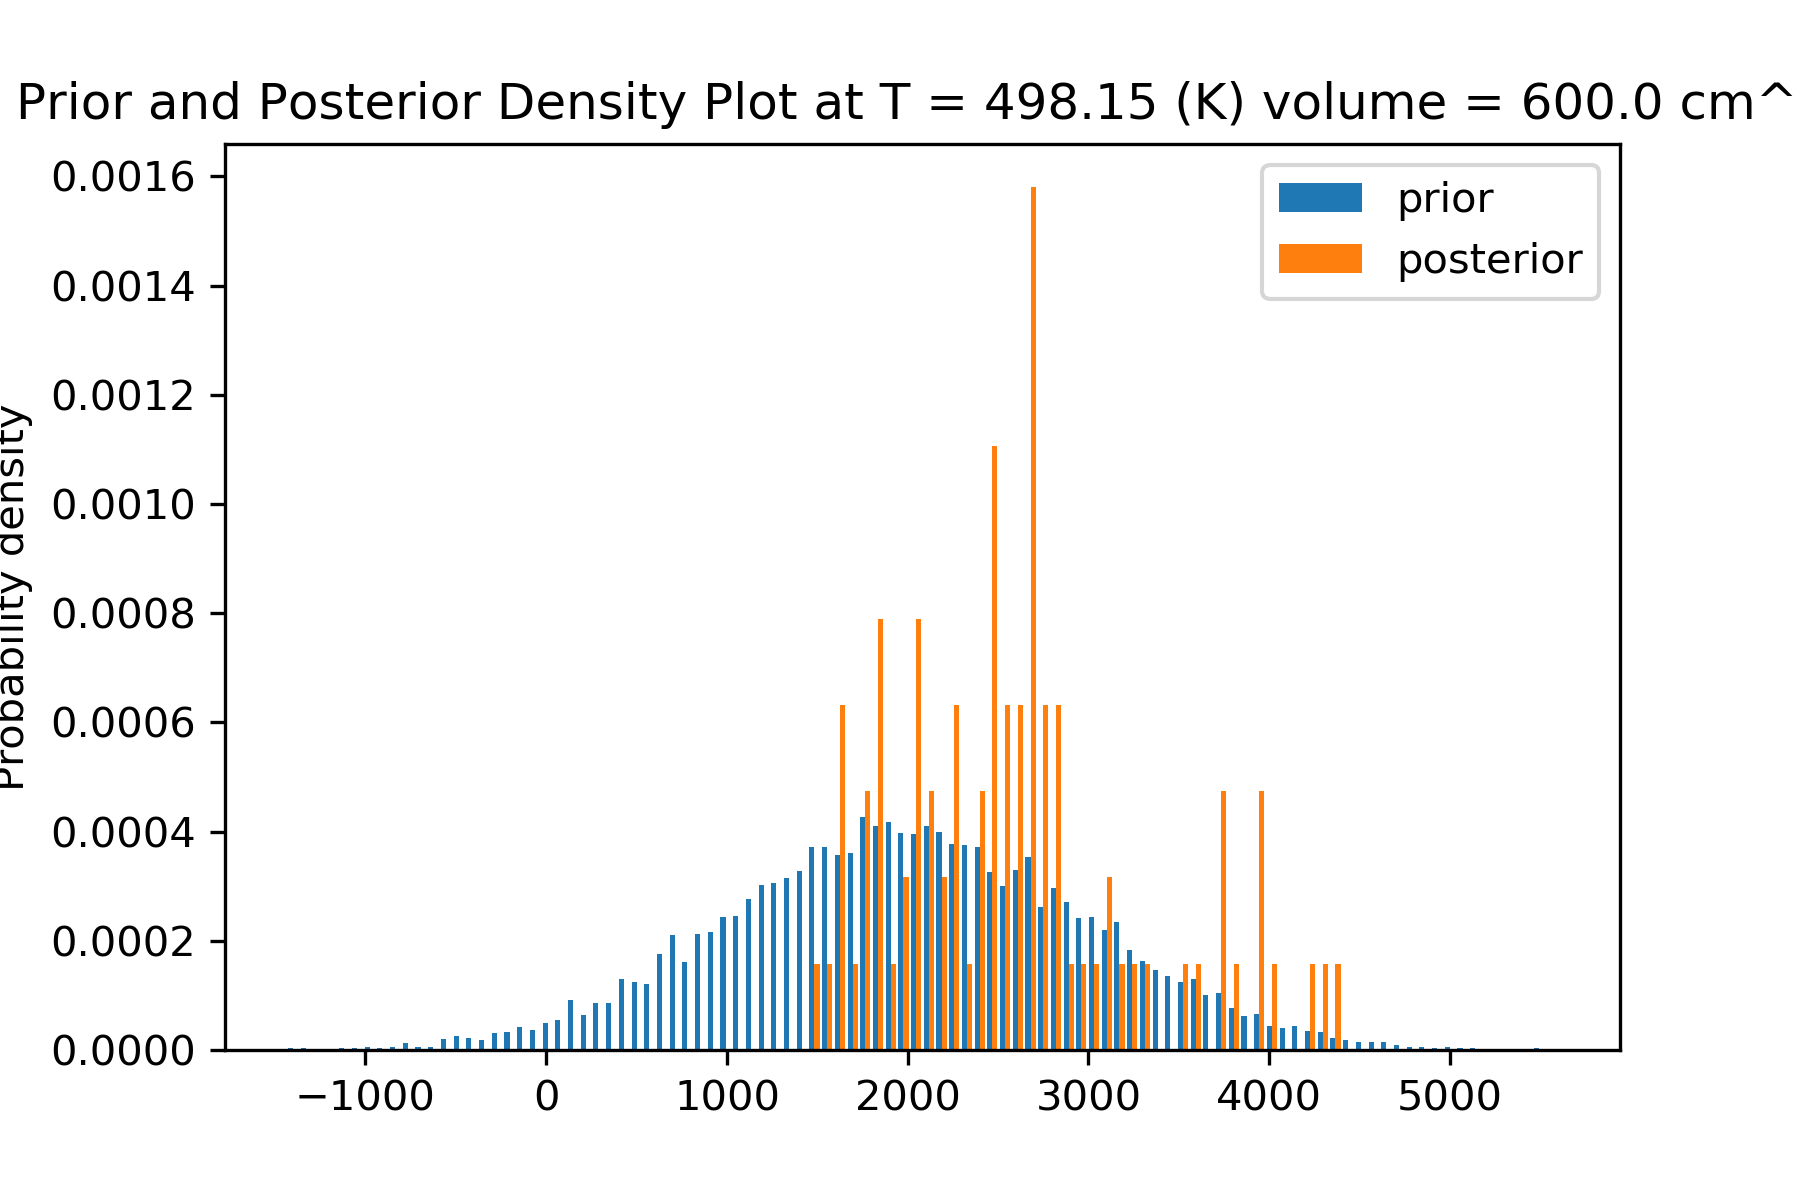 Prior and Posterior Density Plot at T = 498.15 (K) volume = 600.0 cm^
prior
posterior
Probability density
0.0016
0.0014
0.0012
0.0010
0.0008
0.0006
0.0004
0.0002
0.0000
−1000 0 1000 2000 3000 4000 5000